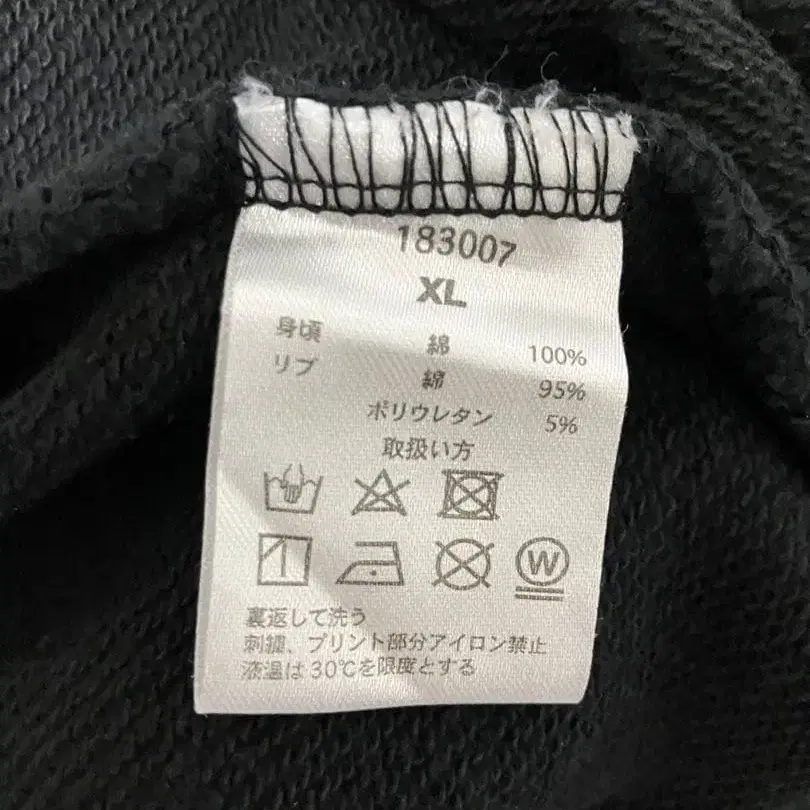 183007
XL
身頃 綿 100%
リブ 綿 95%
ポリウレタン 5%
取扱い方
W
裏返して洗う
刺繍、プリント部分アイロン禁止
液温は30℃を限度とする